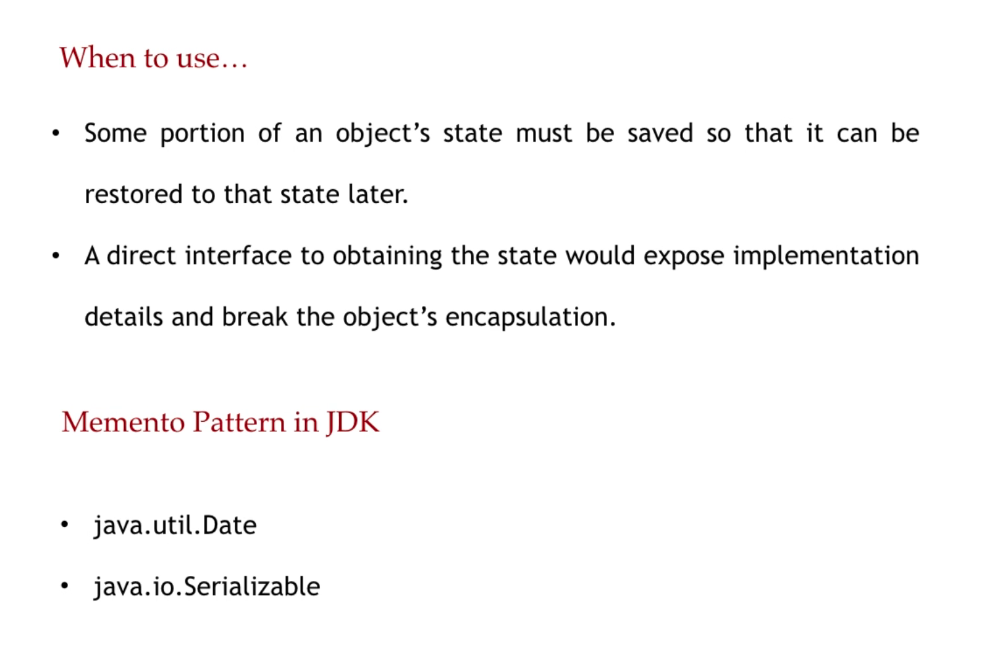 When to use…
• Some portion of an object’s state must be saved so that it can be
restored to that state later.
• A direct interface to obtaining the state would expose implementation
details and break the object’s encapsulation.
Memento Pattern in JDK
• java.util.Date
• java.io.Serializable